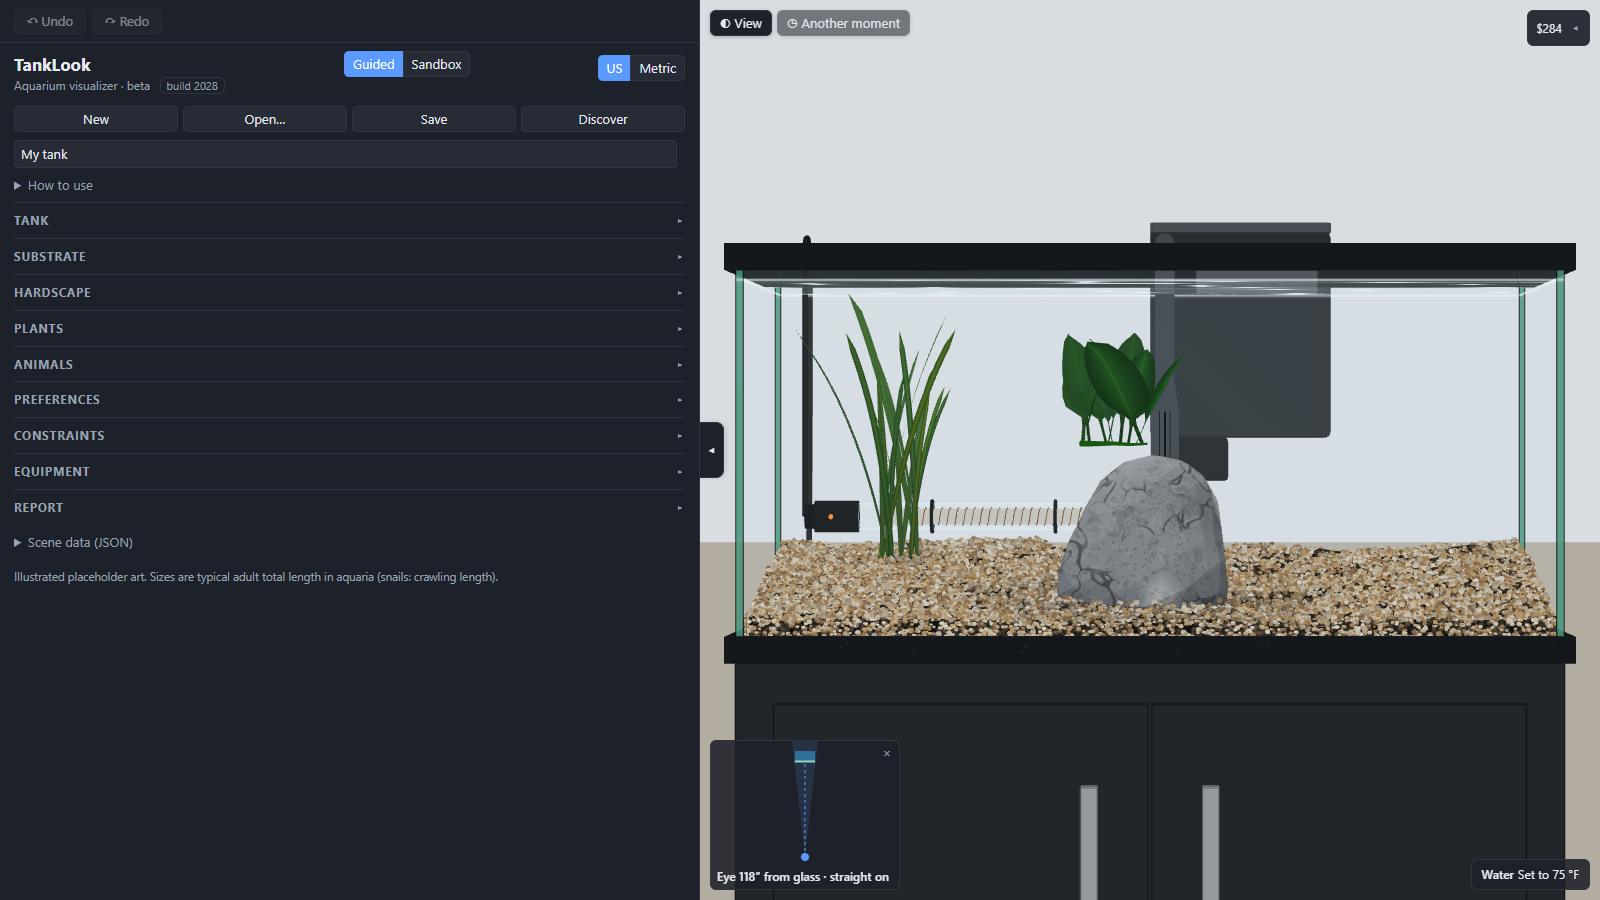 Undo
Redo
TankLook
Aquarium visualizer · beta
build 2028
Guided
Sandbox
US
Metric
New
Open...
Save
Discover
My tank
How to use
TANK
SUBSTRATE
HARDSCAPE
PLANTS
ANIMALS
PREFERENCES
CONSTRAINTS
EQUIPMENT
REPORT
Scene data (JSON)
Illustrated placeholder art. Sizes are typical adult total length in aquaria (snails: crawling length).
View
Another moment
$284
Eye 118" from glass · straight on
Water Set to 75 °F